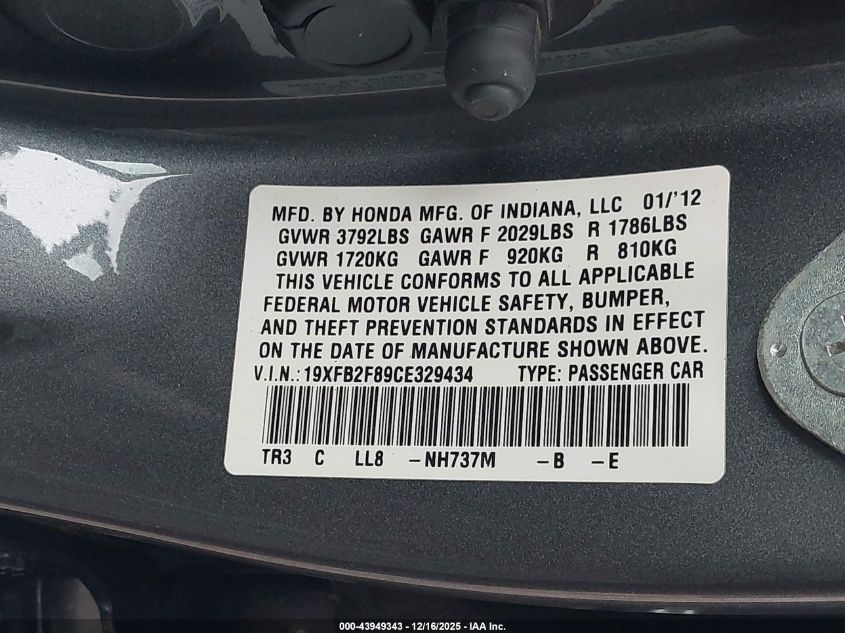 MFD. BY HONDA MFG. OF INDIANA, LLC 01/'12
GVWR 3792LBS GAWR F 2029LBS R 1786LBS
GVWR 1720KG GAWR F 920KG R 810KG
THIS VEHICLE CONFORMS TO ALL APPLICABLE
FEDERAL MOTOR VEHICLE SAFETY, BUMPER,
AND THEFT PREVENTION STANDARDS IN EFFECT
ON THE DATE OF MANUFACTURE SHOWN ABOVE.
V.I.N.:19XFB2F89CE329434 TYPE: PASSENGER CAR
TR3 C LL8 -NH737M -B -E
000-43949343 - 12/16/2025 - IAA Inc.